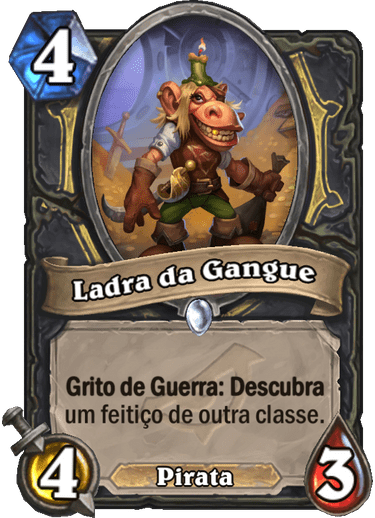 4
Ladra da Gangue
Grito de Guerra: Descubra
um feitiço de outra classe.
4
Pirata
3